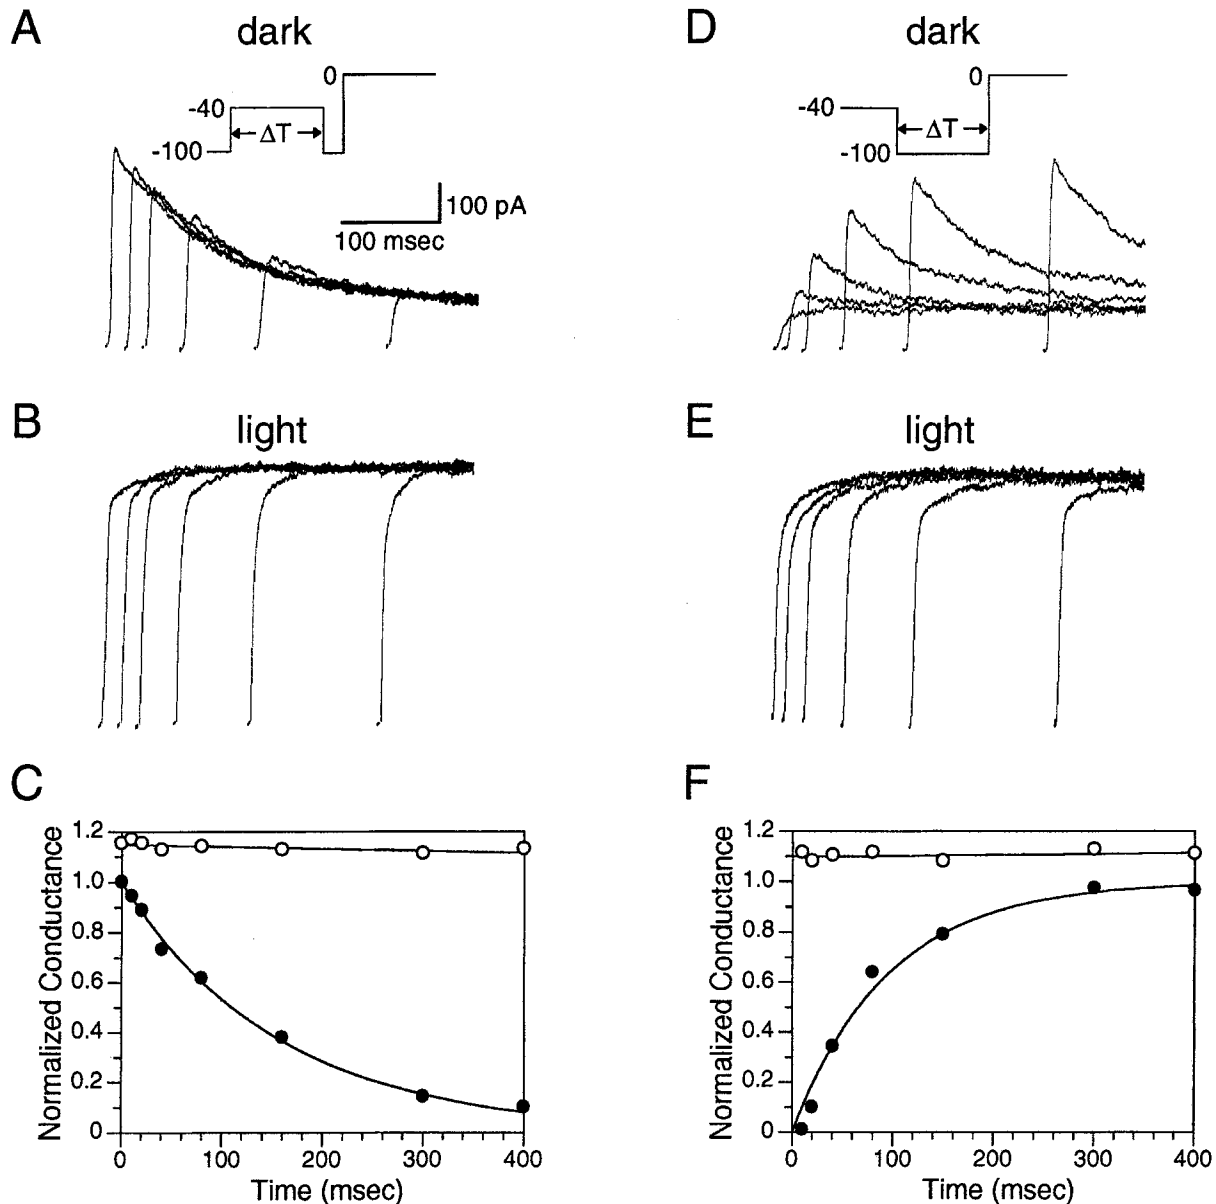 A
dark
0
-40
ΔT
-100
100 pA
100 msec
B
light
C
Normalized Conductance
1.2
1.0
0.8
0.6
0.4
0.2
0
0 100 200 300 400
Time (msec)
D
dark
0
-40
ΔT
-100
E
light
F
Normalized Conductance
1.2
1.0
0.8
0.6
0.4
0.2
0
0 100 200 300 400
Time (msec)